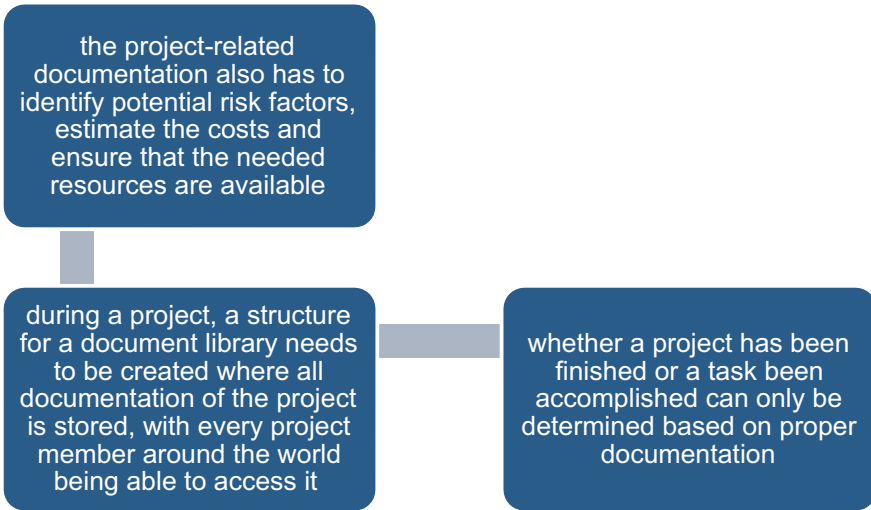 the project-related
documentation also has to
identify potential risk factors,
estimate the costs and
ensure that the needed
resources are available
during a project, a structure
for a document library needs
to be created where all
documentation of the project
is stored, with every project
member around the world
being able to access it
whether a project has been
finished or a task been
accomplished can only be
determined based on proper
documentation